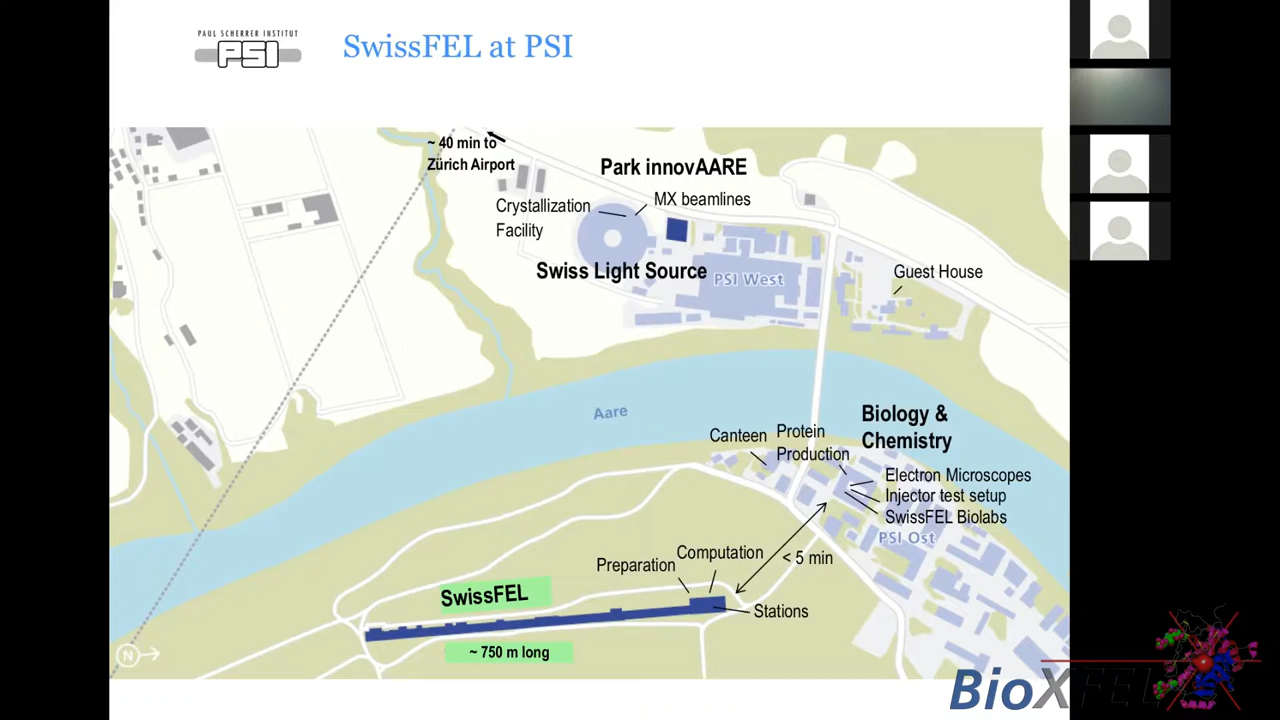 PAUL SCHERRER INSTITUT
PSI
SwissFEL at PSI
~ 40 min to
Zürich Airport
Park innovAARE
Crystallization
Facility
MX beamlines
Swiss Light Source
PSI West
Guest House
Aare
Biology &
Chemistry
Canteen
Protein
Production
Electron Microscopes
Injector test setup
SwissFEL Biolabs
PSI Ost
< 5 min
Computation
Preparation
Stations
SwissFEL
~ 750 m long
N
BioXFEL